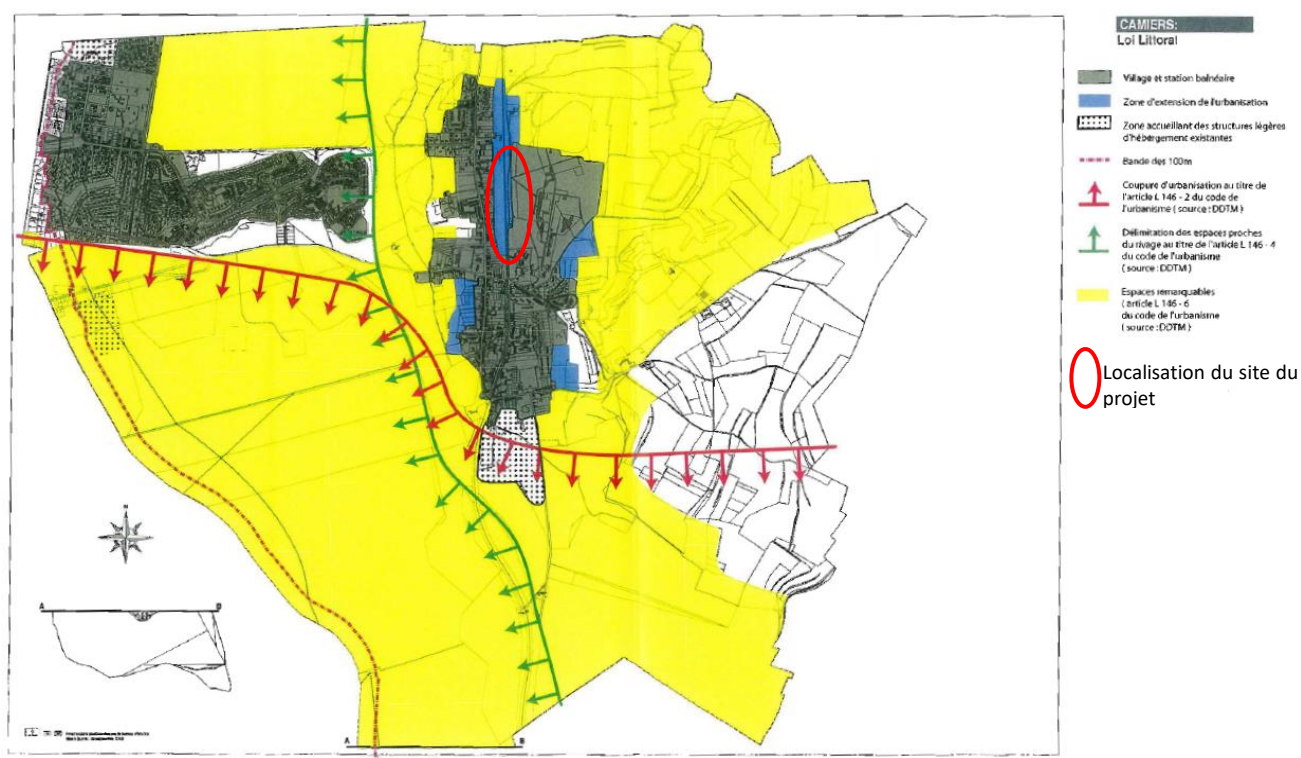 CAMIERS:
Loi Littoral
Village et station balnéaire
Zone d'extension de l'urbanisation
Zone accueillant des structures légères
d'hébergement existantes
Bande des 100m
Coupure d'urbanisation au titre de
l'article L 146 - 2 du code de
l'urbanisme ( source : DDTM )
Délimitation des espaces proches
du rivage au titre de l'article L 146 - 4
du code de l'urbanisme
( source : DDTM )
Espaces remarquables
( article L 146 - 6
du code de l'urbanisme
( source : DDTM )
Localisation du site du
projet
N
A B
A B